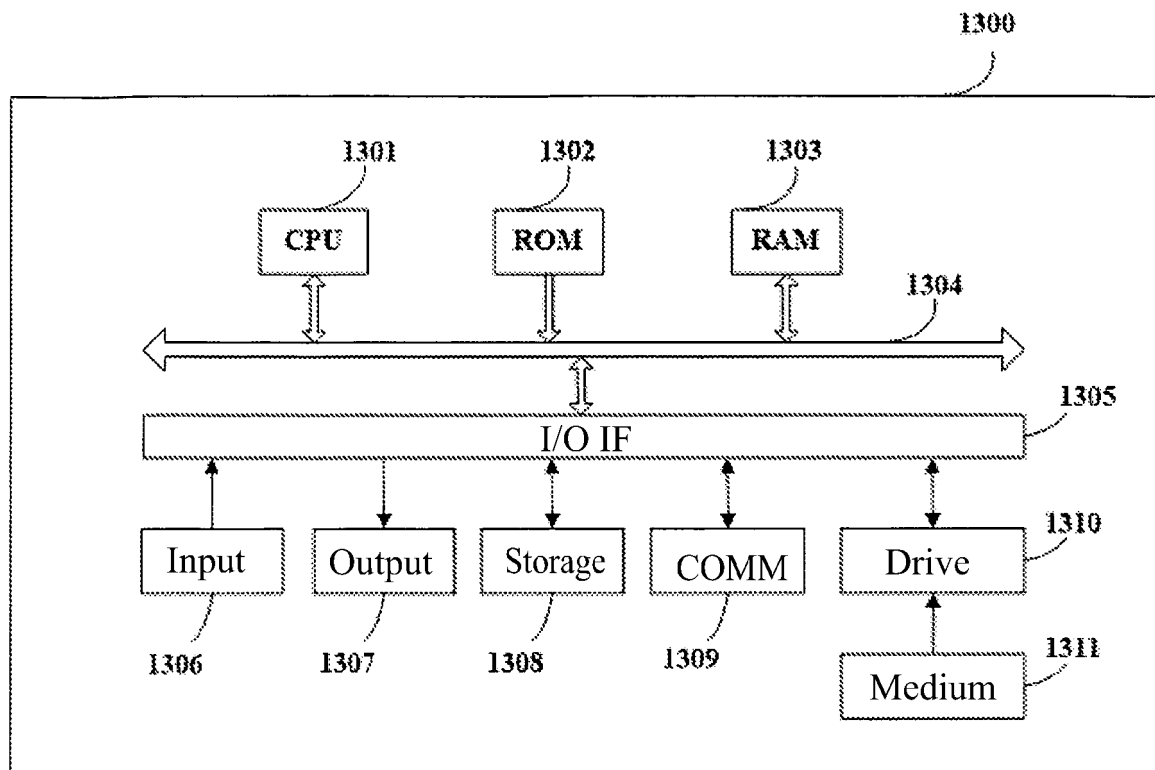 1300
1301 1302 1303
CPU ROM RAM
1304
1305
I/O IF
1310
Input Output Storage COMM Drive
1306 1307 1308 1309
1311
Medium